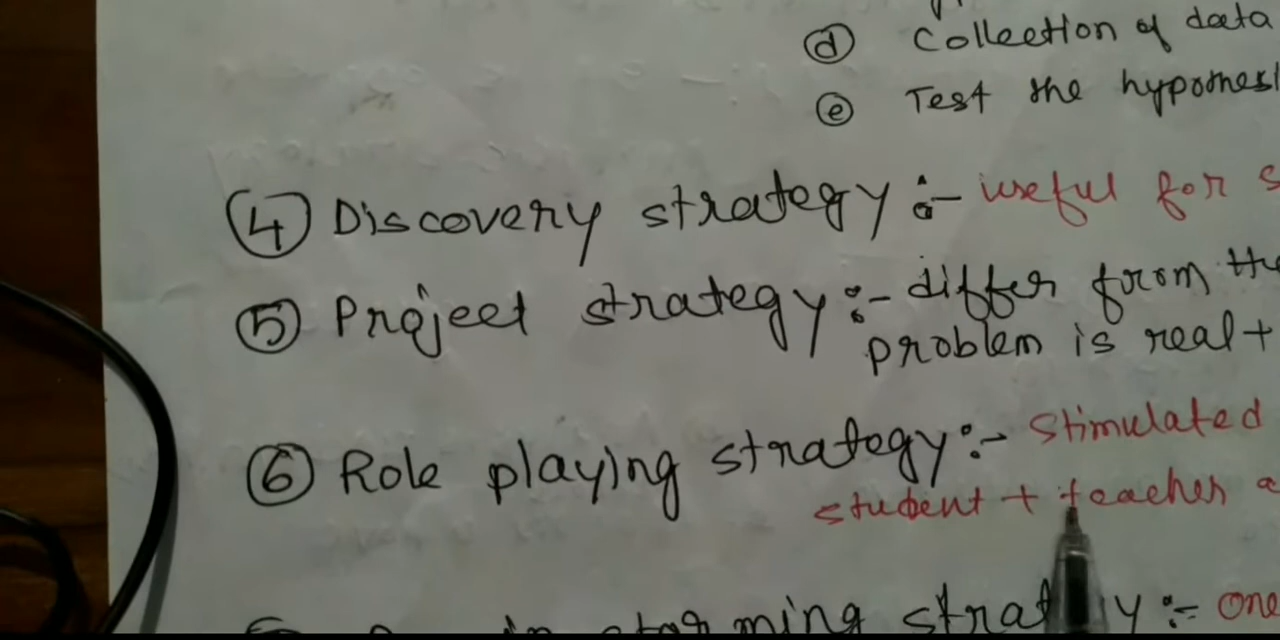 (d) Collection of data
(e) Test the
(4) Discovery strategy :- useful for
(5) Project strategy :- differ from
problem is real +
(6) Role playing strategy :- Stimulated
student + teacher
storming :- one